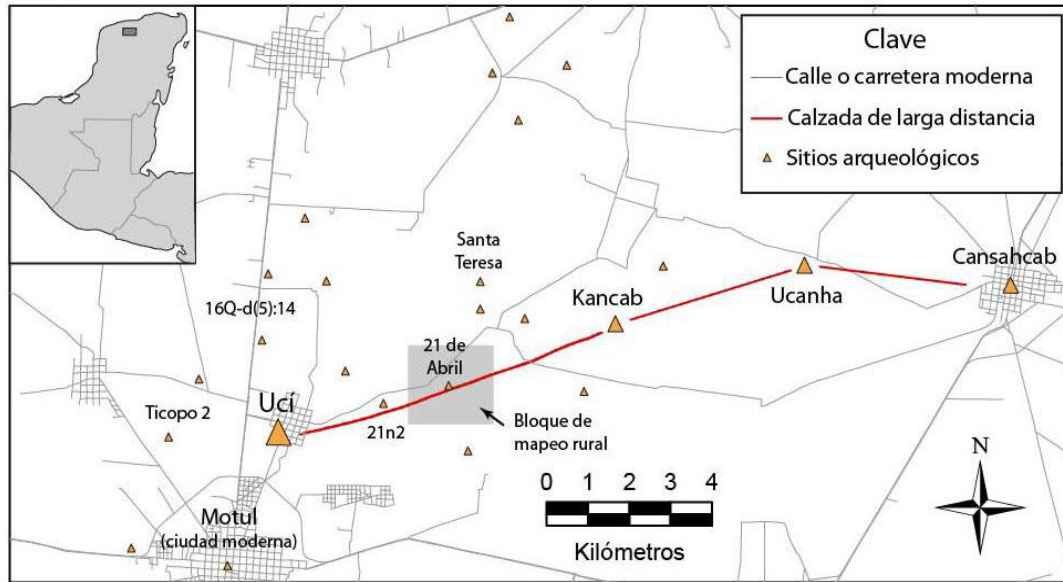 Clave
Calle o carretera moderna
Calzada de larga distancia
Sitios arqueológicos
Santa
Teresa
Cansahcab
Ucanha
Kancab
16Q-d(5):14
21 de
Abril
Ucí
Ticopo 2
21n2
Bloque de
mapeo rural
Motul
(ciudad moderna)
0 1 2 3 4
Kilómetros
N